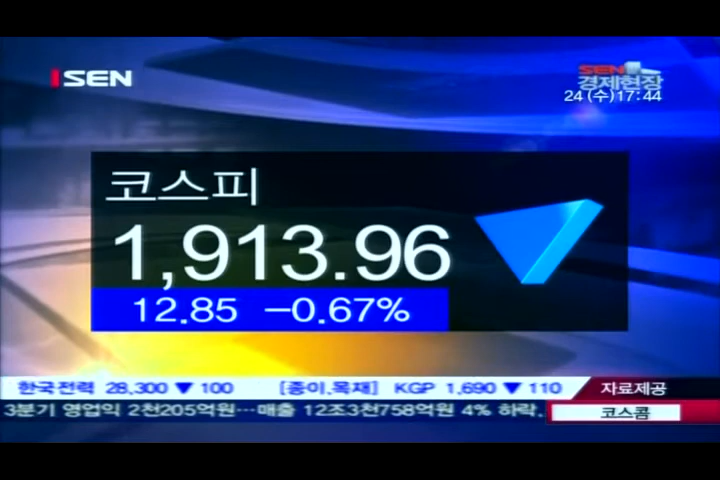 SEN
SEN
경제현장
24 (수)17:44
코스피
1,913.96
12.85 -0.67%
한국전력 28,300 ▼ 100 [종이,목재] KGP 1,690 ▼ 110
자료제공
3분기 영업익 2천205억원…매출 12조3천758억원 4% 하락.
코스콤